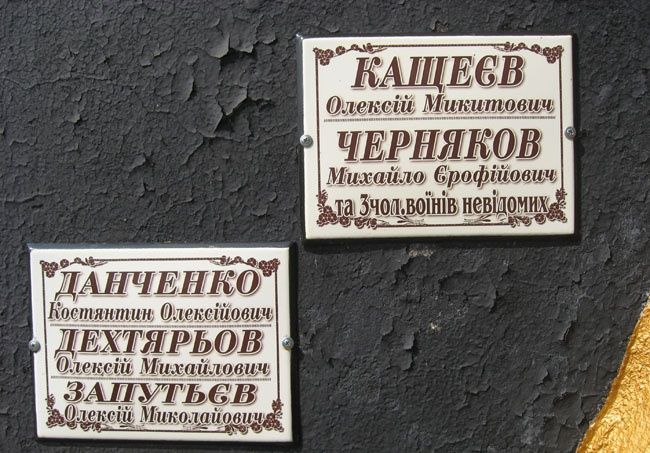 КАЩЕЄВ
Олексій Микитович
ЧЕРНЯКОВ
Михайло Єрофійович
та 3чол.воїнів невідомих
ДАНЧЕНКО
Костянтин Олексійович
ДЕХТЯРЬОВ
Олексій Михайлович
ЗАПУТЬЄВ
Олексій Миколайович